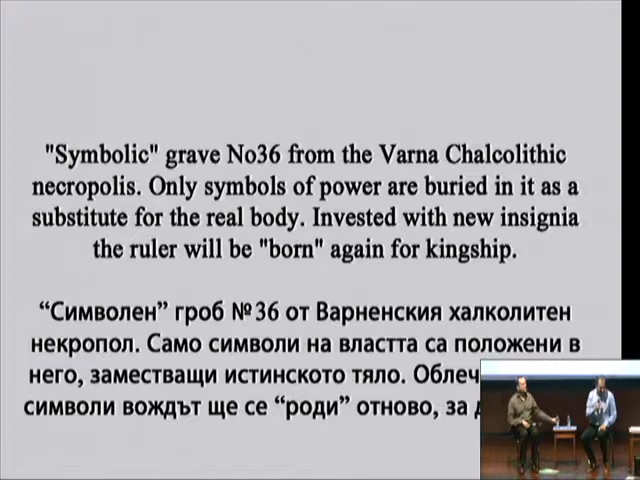 "Symbolic" grave No36 from the Varna Chalcolithic
necropolis. Only symbols of power are buried in it as a
substitute for the real body. Invested with new insignia
the ruler will be "born" again for kingship.
“Символен” гроб №36 от Варненския халколитен
некропол. Само символи на властта са положени в
него, заместващи истинското тяло.
символи вождът ще се “роди” отново, за